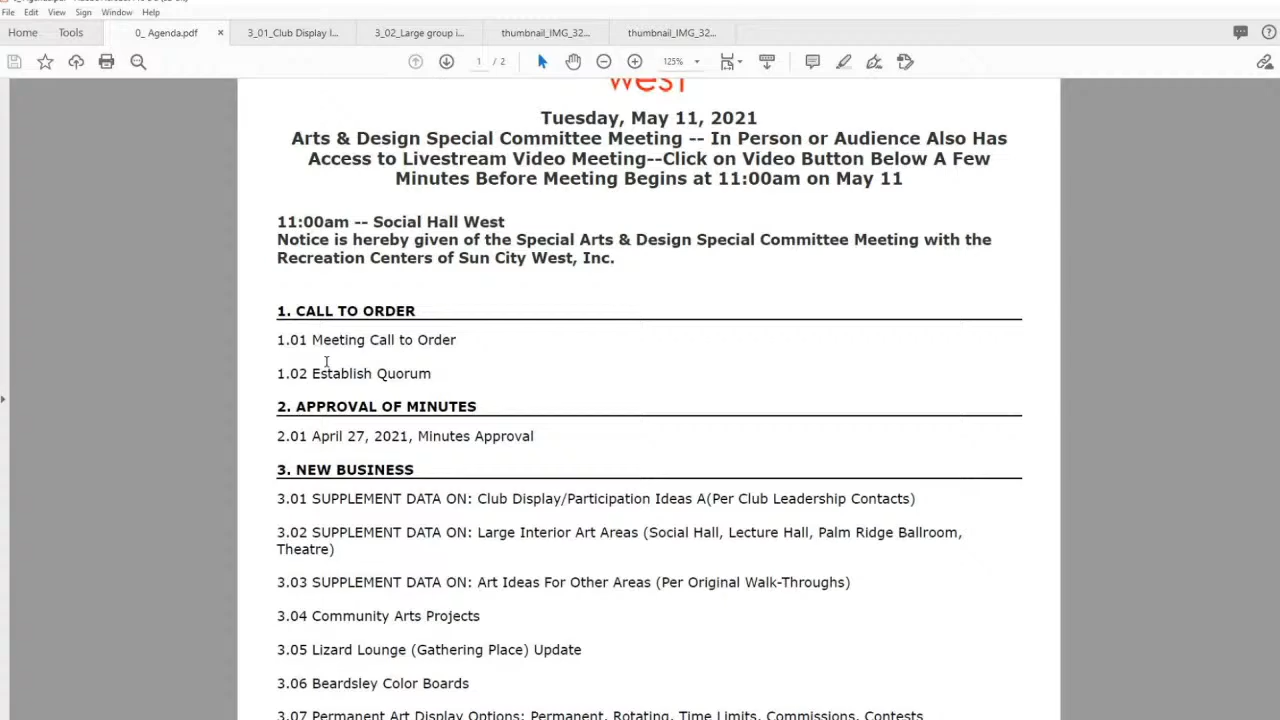 File Edit View Sign Window Help
Home Tools 0_ Agenda.pdf × 3_01_Club Display I... 3_02_Large group i... thumbnail_IMG_32... thumbnail_IMG_32...
1 / 2 125%
west
Tuesday, May 11, 2021
Arts & Design Special Committee Meeting -- In Person or Audience Also Has
Access to Livestream Video Meeting--Click on Video Button Below A Few
Minutes Before Meeting Begins at 11:00am on May 11
11:00am -- Social Hall West
Notice is hereby given of the Special Arts & Design Special Committee Meeting with the
Recreation Centers of Sun City West, Inc.
1. CALL TO ORDER
1.01 Meeting Call to Order
1.02 Establish Quorum
2. APPROVAL OF MINUTES
2.01 April 27, 2021, Minutes Approval
3. NEW BUSINESS
3.01 SUPPLEMENT DATA ON: Club Display/Participation Ideas A(Per Club Leadership Contacts)
3.02 SUPPLEMENT DATA ON: Large Interior Art Areas (Social Hall, Lecture Hall, Palm Ridge Ballroom,
Theatre)
3.03 SUPPLEMENT DATA ON: Art Ideas For Other Areas (Per Original Walk-Throughs)
3.04 Community Arts Projects
3.05 Lizard Lounge (Gathering Place) Update
3.06 Beardsley Color Boards
3.07 Permanent Art Display Options: Permanent, Rotating, Time Limits, Commissions, Contests